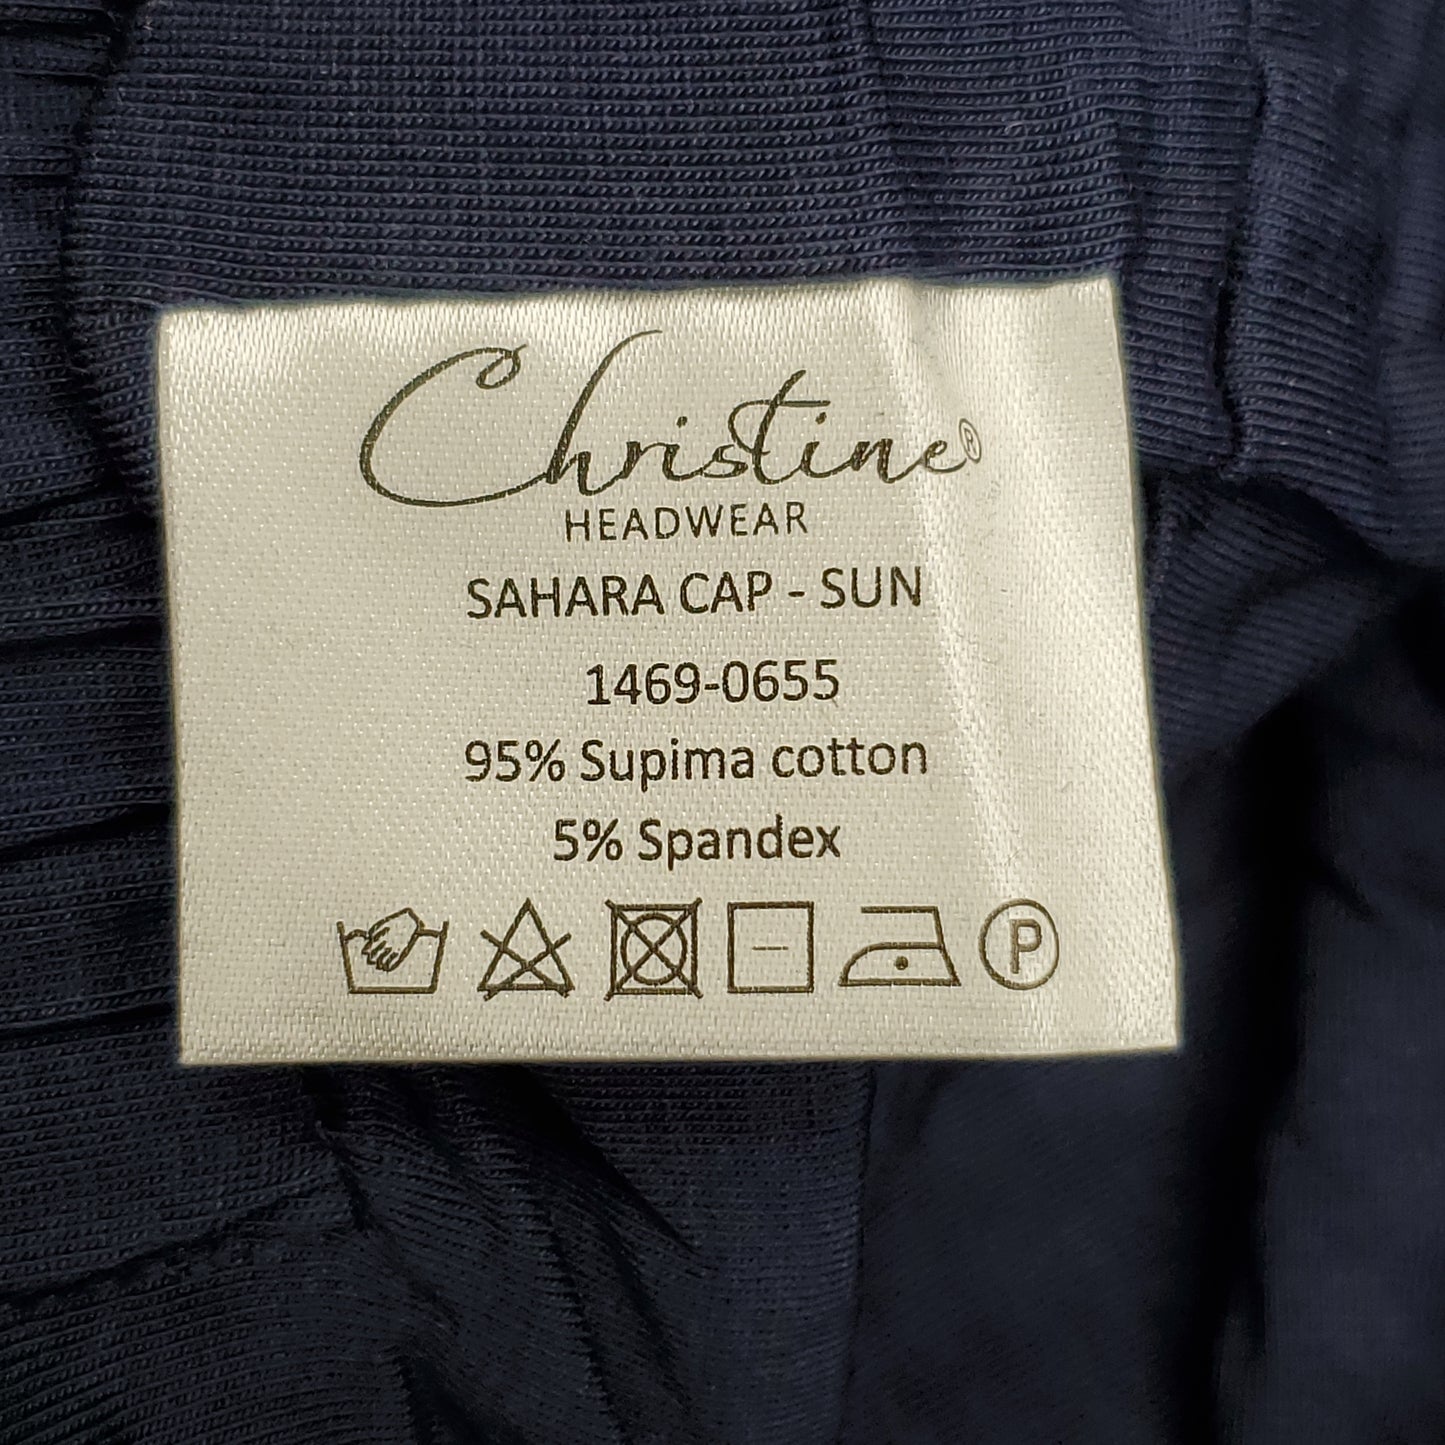 Christine®
HEADWEAR
SAHARA CAP - SUN
1469-0655
95% Supima cotton
5% Spandex
P